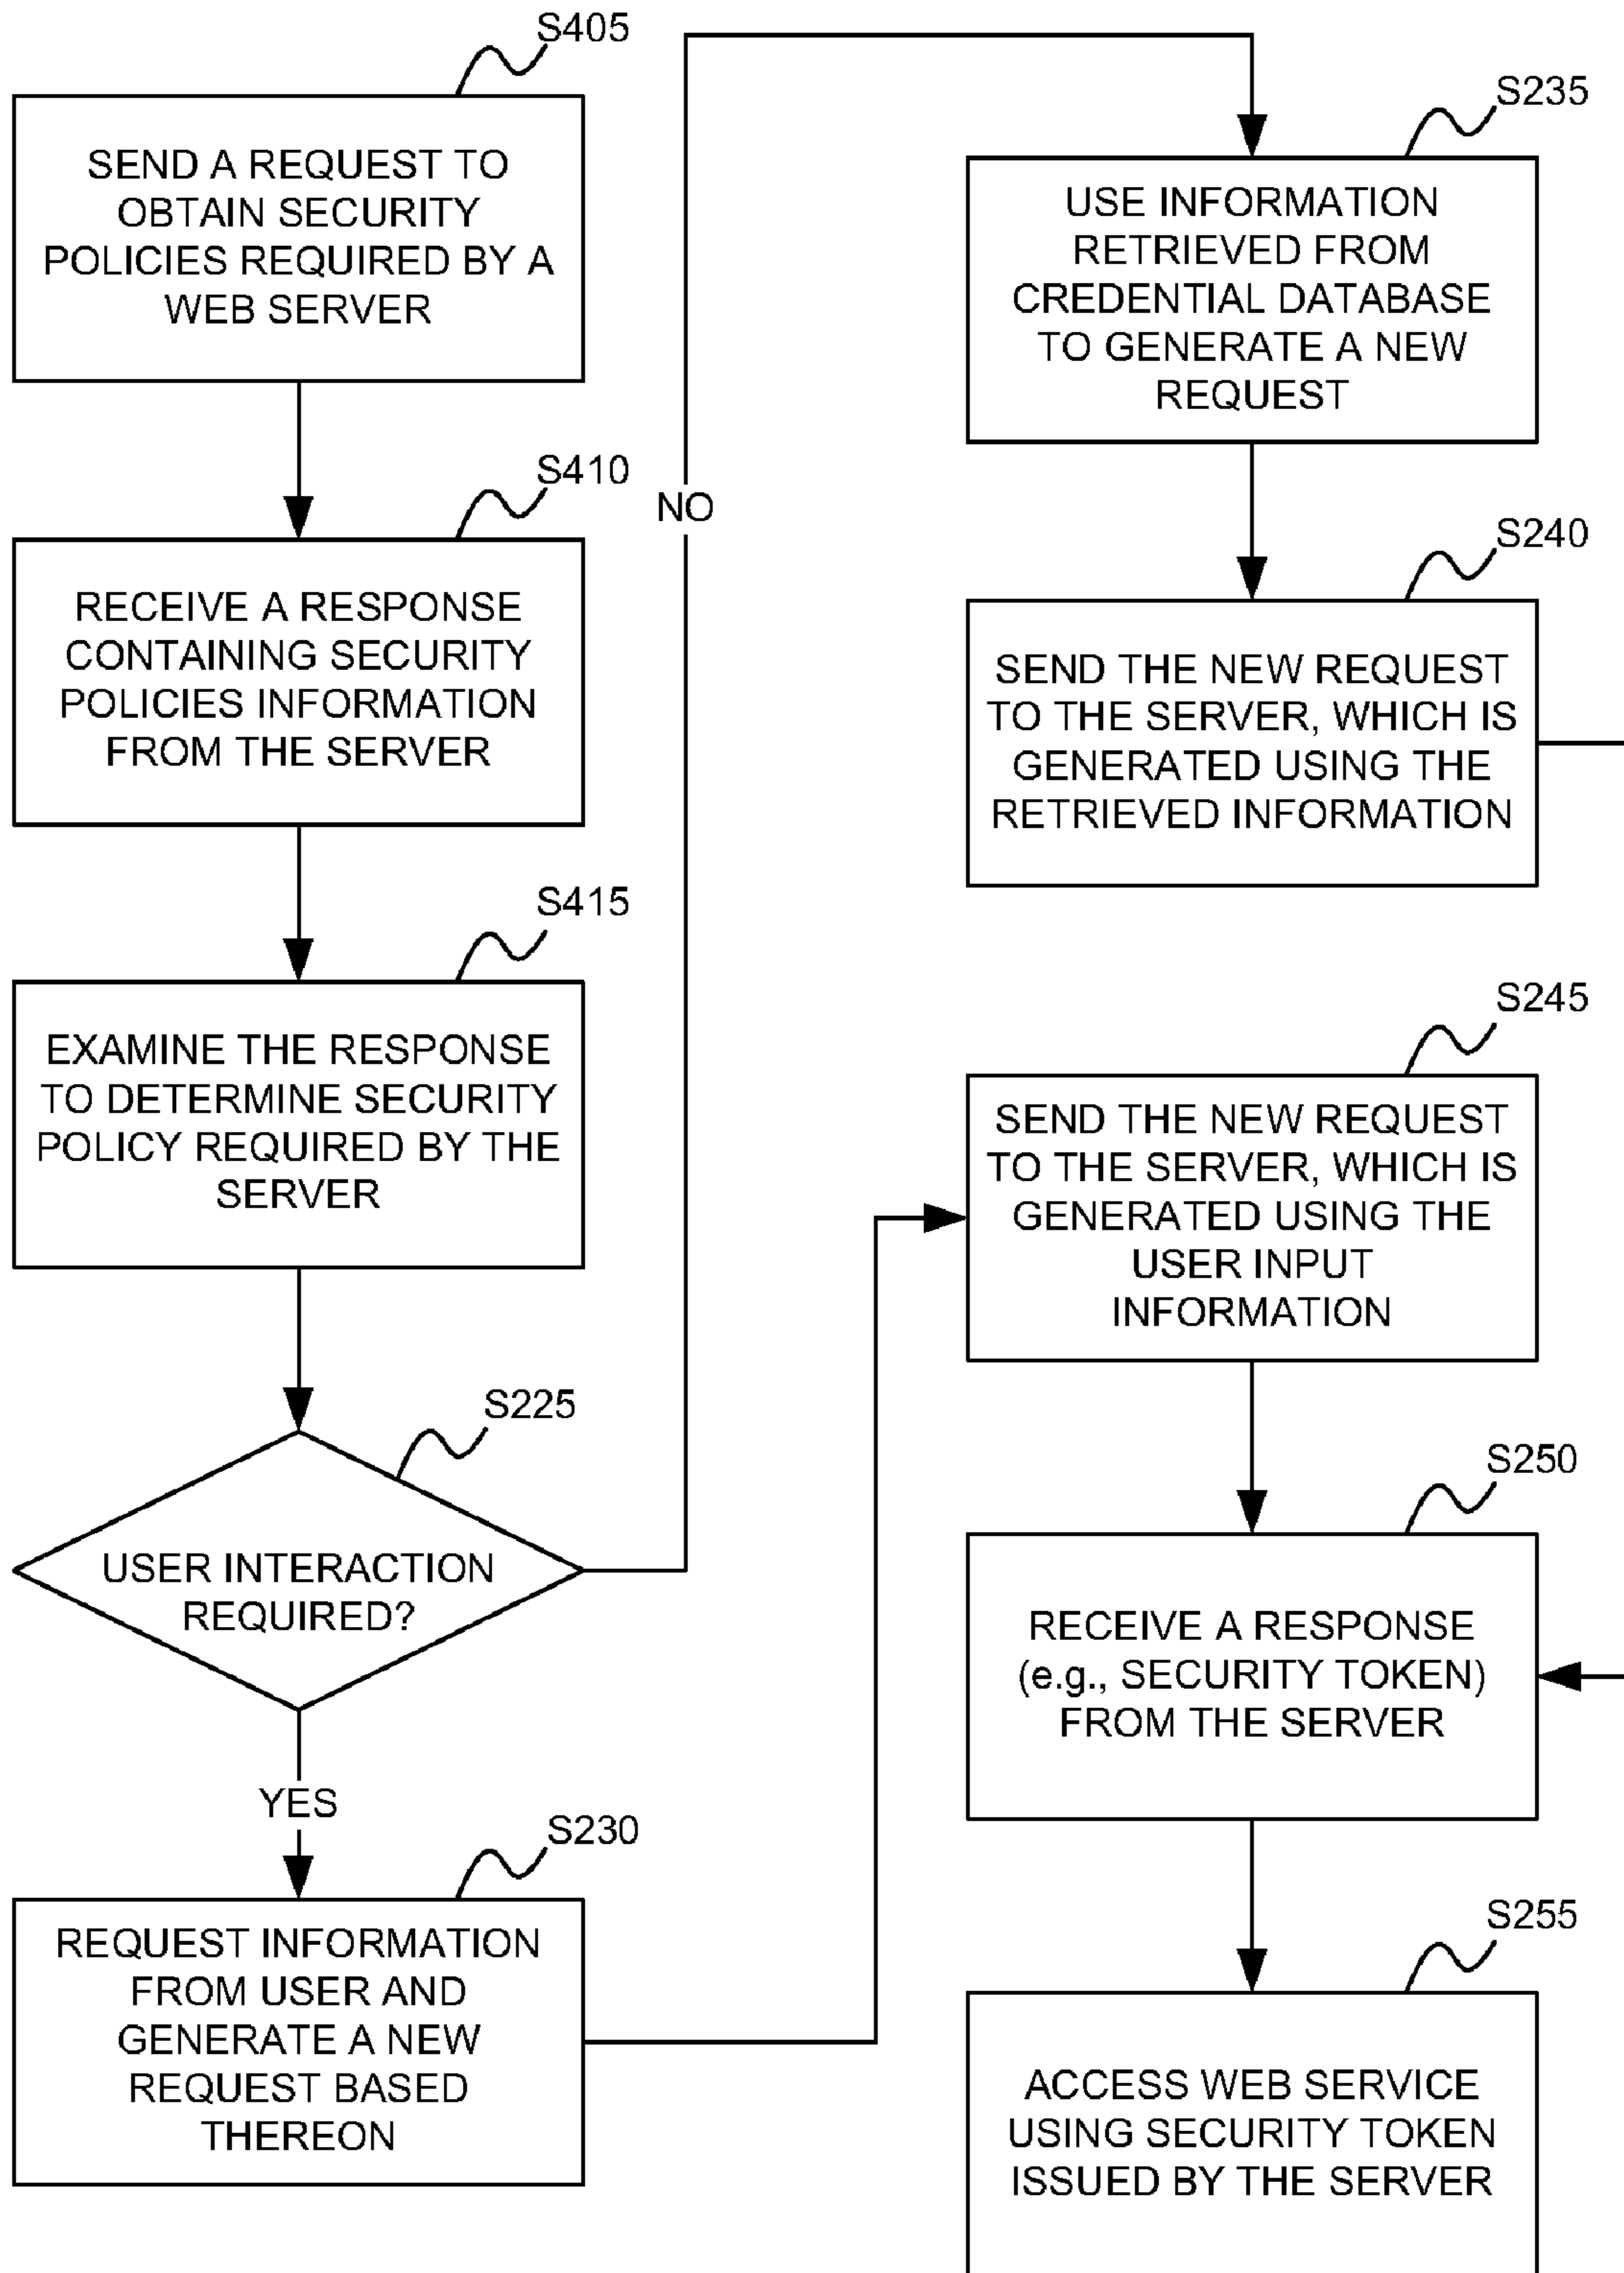 S405
SEND A REQUEST TO
OBTAIN SECURITY
POLICIES REQUIRED BY A
WEB SERVER
S410
RECEIVE A RESPONSE
CONTAINING SECURITY
POLICIES INFORMATION
FROM THE SERVER
S415
EXAMINE THE RESPONSE
TO DETERMINE SECURITY
POLICY REQUIRED BY THE
SERVER
S225
USER INTERACTION
REQUIRED?
NO
YES
S230
REQUEST INFORMATION
FROM USER AND
GENERATE A NEW
REQUEST BASED
THEREON
S235
USE INFORMATION
RETRIEVED FROM
CREDENTIAL DATABASE
TO GENERATE A NEW
REQUEST
S240
SEND THE NEW REQUEST
TO THE SERVER, WHICH IS
GENERATED USING THE
RETRIEVED INFORMATION
S245
SEND THE NEW REQUEST
TO THE SERVER, WHICH IS
GENERATED USING THE
USER INPUT
INFORMATION
S250
RECEIVE A RESPONSE
(e.g., SECURITY TOKEN)
FROM THE SERVER
S255
ACCESS WEB SERVICE
USING SECURITY TOKEN
ISSUED BY THE SERVER